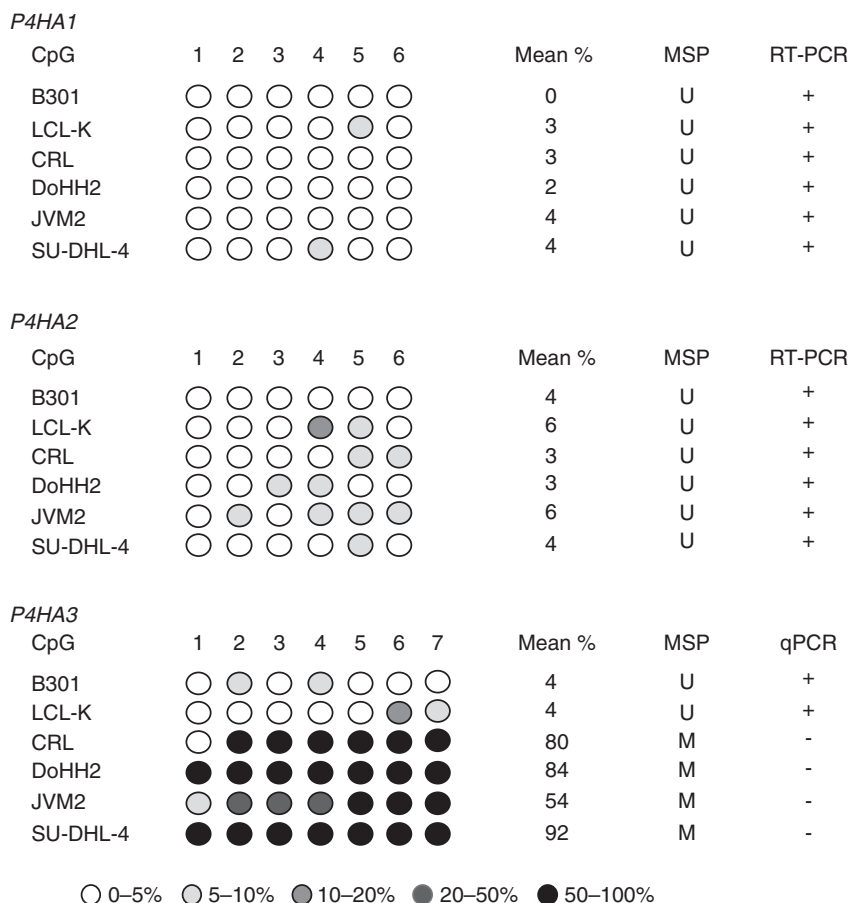 P4HA1
CpG 1 2 3 4 5 6 Mean % MSP RT-PCR
B301 0 U +
LCL-K 3 U +
CRL 3 U +
DoHH2 2 U +
JVM2 4 U +
SU-DHL-4 4 U +
P4HA2
CpG 1 2 3 4 5 6 Mean % MSP RT-PCR
B301 4 U +
LCL-K 6 U +
CRL 3 U +
DoHH2 3 U +
JVM2 6 U +
SU-DHL-4 4 U +
P4HA3
CpG 1 2 3 4 5 6 7 Mean % MSP qPCR
B301 4 U +
LCL-K 4 U +
CRL 80 M -
DoHH2 84 M -
JVM2 54 M -
SU-DHL-4 92 M -
0–5% 5–10% 10–20% 20–50% 50–100%